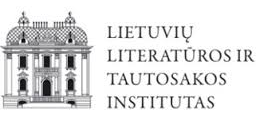 LIETUVIŲ
LITERATŪROS IR
TAUTOSAKOS
INSTITUTAS